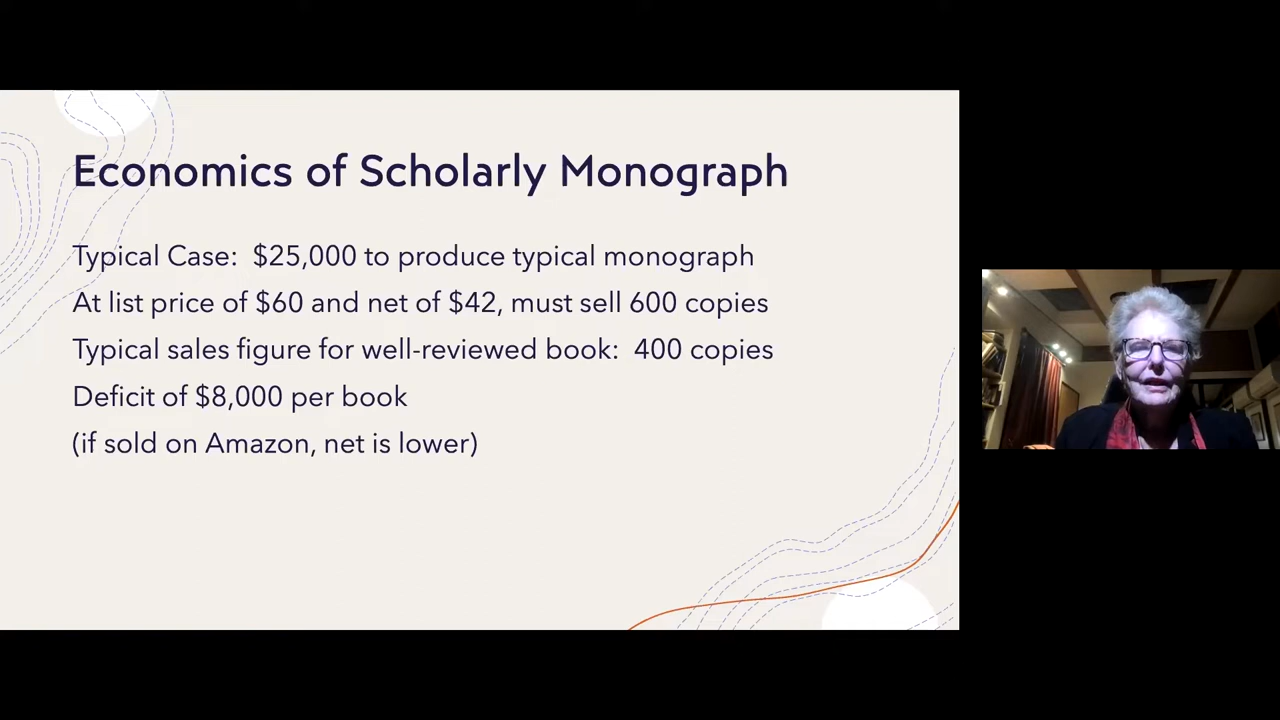 Economics of Scholarly Monograph
Typical Case: $25,000 to produce typical monograph
At list price of $60 and net of $42, must sell 600 copies
Typical sales figure for well-reviewed book: 400 copies
Deficit of $8,000 per book
(if sold on Amazon, net is lower)